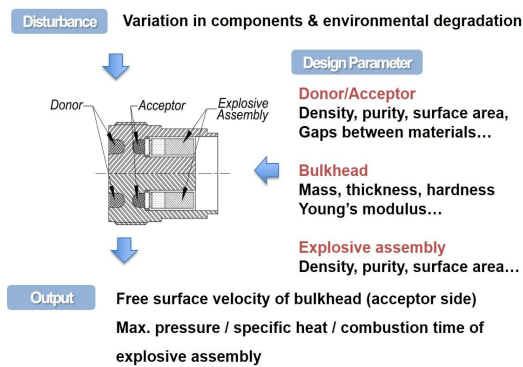 Disturbance Variation in components & environmental degradation
Design Parameter
Donor Acceptor Explosive
Assembly
Donor/Acceptor
Density, purity, surface area,
Gaps between materials…
Bulkhead
Mass, thickness, hardness
Young's modulus…
Explosive assembly
Density, purity, surface area…
Output Free surface velocity of bulkhead (acceptor side)
Max. pressure / specific heat / combustion time of
explosive assembly